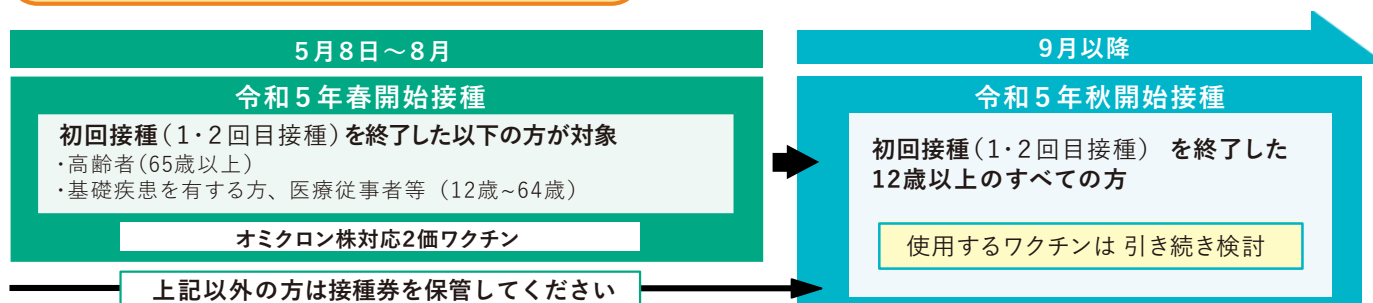 5月8日～8月
令和5年春開始接種
初回接種（1・2回目接種）を終了した以下の方が対象
・高齢者（65歳以上）
・基礎疾患を有する方、医療従事者等（12歳~64歳）
オミクロン株対応2価ワクチン
上記以外の方は接種券を保管してください
9月以降
令和5年秋開始接種
初回接種（1・2回目接種） を終了した
12歳以上のすべての方
使用するワクチンは 引き続き検討